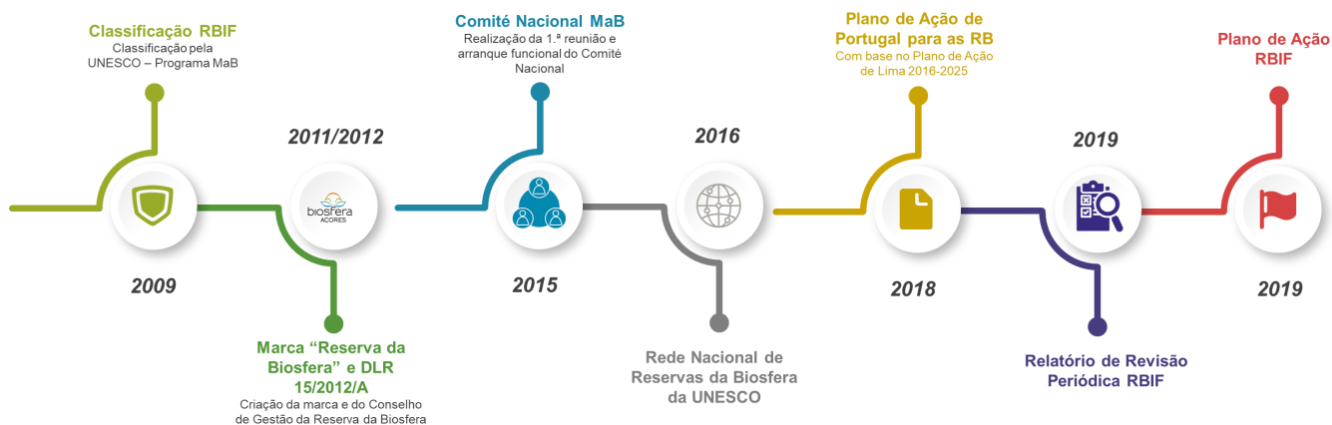 Classificação RBIF
Classificação pela
UNESCO – Programa MaB
2009
2011/2012
biosfera
AÇORES
Marca “Reserva da
Biosfera” e DLR
15/2012/A
Criação da marca e do Conselho
de Gestão da Reserva da Biosfera
Comité Nacional MaB
Realização da 1.ª reunião e
arranque funcional do Comité
Nacional
2015
2016
Rede Nacional de
Reservas da Biosfera
da UNESCO
Plano de Ação de
Portugal para as RB
Com base no Plano de Ação
de Lima 2016-2025
2018
2019
Relatório de Revisão
Periódica RBIF
Plano de Ação
RBIF
2019